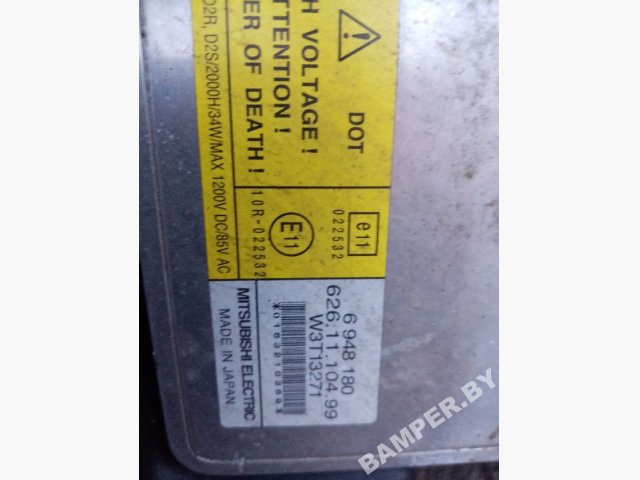 DOT
H VOLTAGE!
ATTENTION!
ER OF DEATH!
D2R, D2S/2000H/34W/MAX 1200V DC/85V AC
e11
022532
E11
10R-022532
6 948 180
626.11.104.99
W3T13271
MITSUBISHI ELECTRIC
MADE IN JAPAN
BAMPER.BY